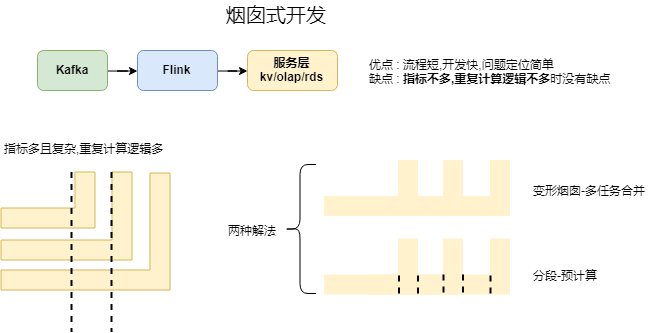 烟囱式开发
Kafka
Flink
服务层
kv/olap/rds
优点 : 流程短,开发快,问题定位简单
缺点 : 指标不多,重复计算逻辑不多时没有缺点
指标多且复杂,重复计算逻辑多
两种解法
变形烟囱-多任务合并
分段-预计算